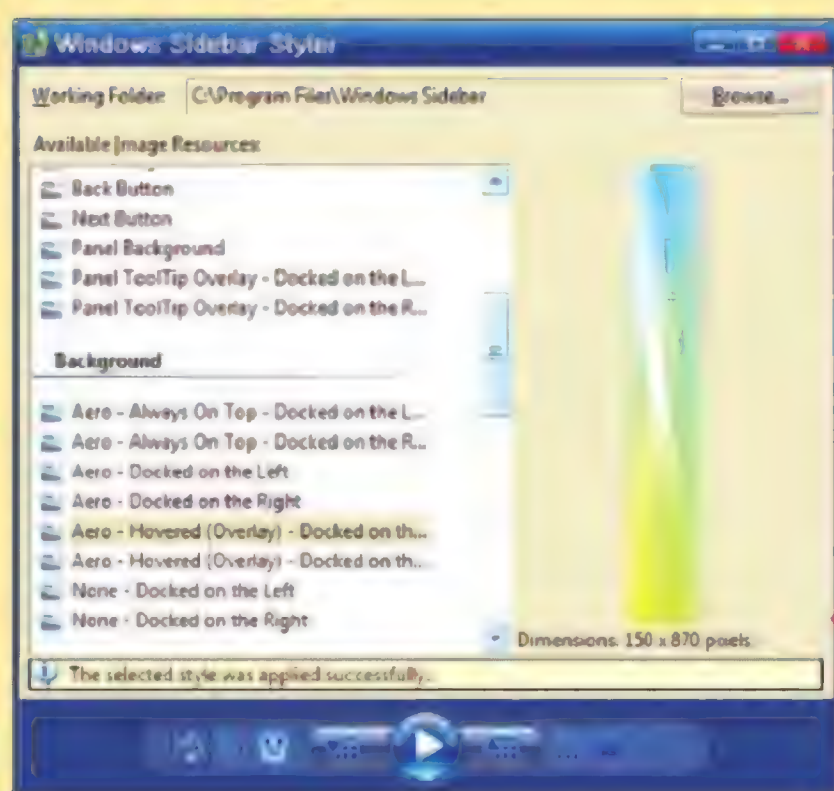 Windows Sidebar Styler
Working Folder: C:\Program Files\Windows Sidebar Browse...
Available Image Resources:
Back Button
Next Button
Panel Background
Panel ToolTip Overlay - Docked on the L...
Panel ToolTip Overlay - Docked on the R...
Background
Aero - Always On Top - Docked on the L...
Aero - Always On Top - Docked on the R...
Aero - Docked on the Left
Aero - Docked on the Right
Aero - Hovered (Overlay) - Docked on th...
Aero - Hovered (Overlay) - Docked on th...
None - Docked on the Left
None - Docked on the Right
Dimensions: 150 x 870 pixels
The selected style was applied successfully.